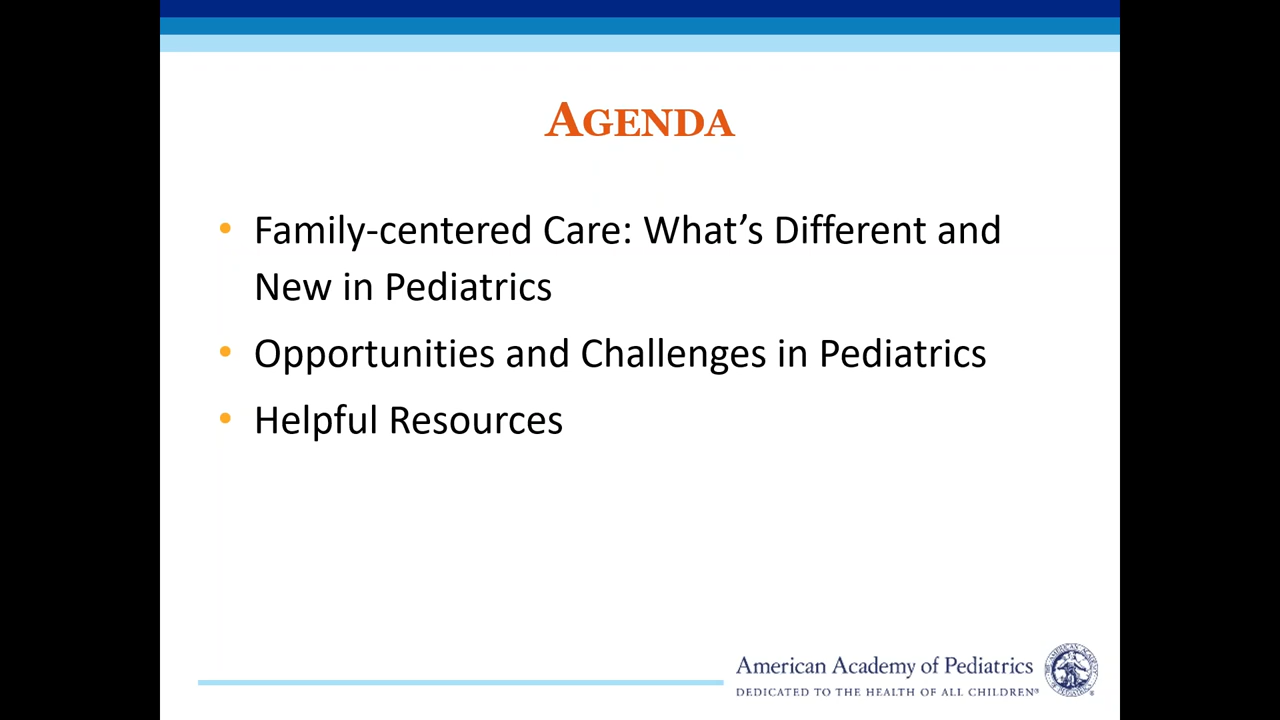 AGENDA
• Family-centered Care: What's Different and
New in Pediatrics
• Opportunities and Challenges in Pediatrics
• Helpful Resources
American Academy of Pediatrics
DEDICATED TO THE HEALTH OF ALL CHILDREN®